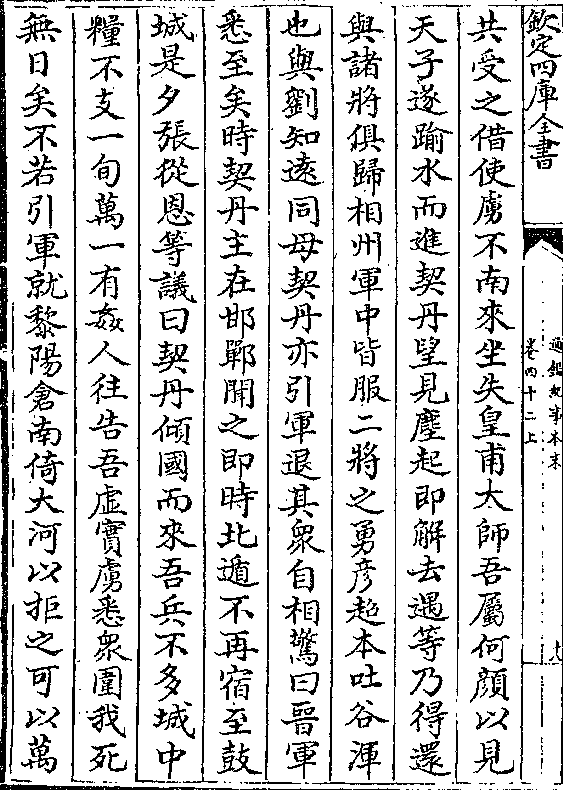 欽定四庫全書
通鑑紀事本末
卷四十二上
共受之借使虜不南來坐失皇甫太師吾屬何顏以見
天子遂踰水而進契丹望見塵起即解去遇等乃得還
與諸將俱歸相州軍中皆服二將之勇彦超本吐谷渾
也與劉知遠同母契丹亦引軍退其衆自相驚曰晉軍
悉至矣時契丹主在邯鄲聞之即時北遁不再宿至鼓
城是夕張從恩等議曰契丹傾國而來吾兵不多城中
糧不支一旬萬一有姦人往告吾虛實虜悉衆圍我死
無日矣不若引軍就黎陽倉南倚大河以拒之可以萬